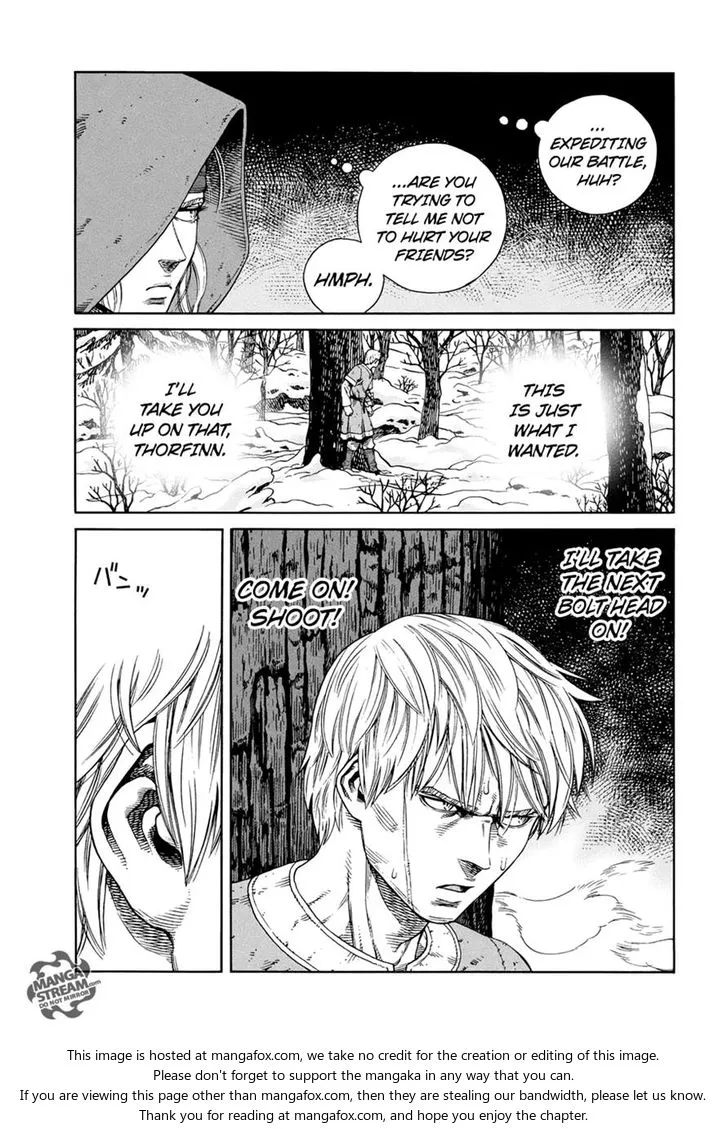 ...
EXPEDITING
OUR BATTLE,
HUH?
...ARE YOU
TRYING TO
TELL ME NOT
TO HURT YOUR
FRIENDS?
HMPH.
THIS
IS JUST
WHAT I
WANTED.
I'LL
TAKE YOU
UP ON THAT,
THORFINN.
I'LL TAKE
THE NEXT
BOLT HEAD
ON!
COME ON!
SHOOT!
バンッ
MANGA
STREAM.com
DO NOT MIRROR
This image is hosted at mangafox.com, we take no credit for the creation or editing of this image.
Please don't forget to support the mangaka in any way that you can.
If you are viewing this page other than mangafox.com, then they are stealing our bandwidth, please let us know.
Thank you for reading at mangafox.com, and hope you enjoy the chapter.